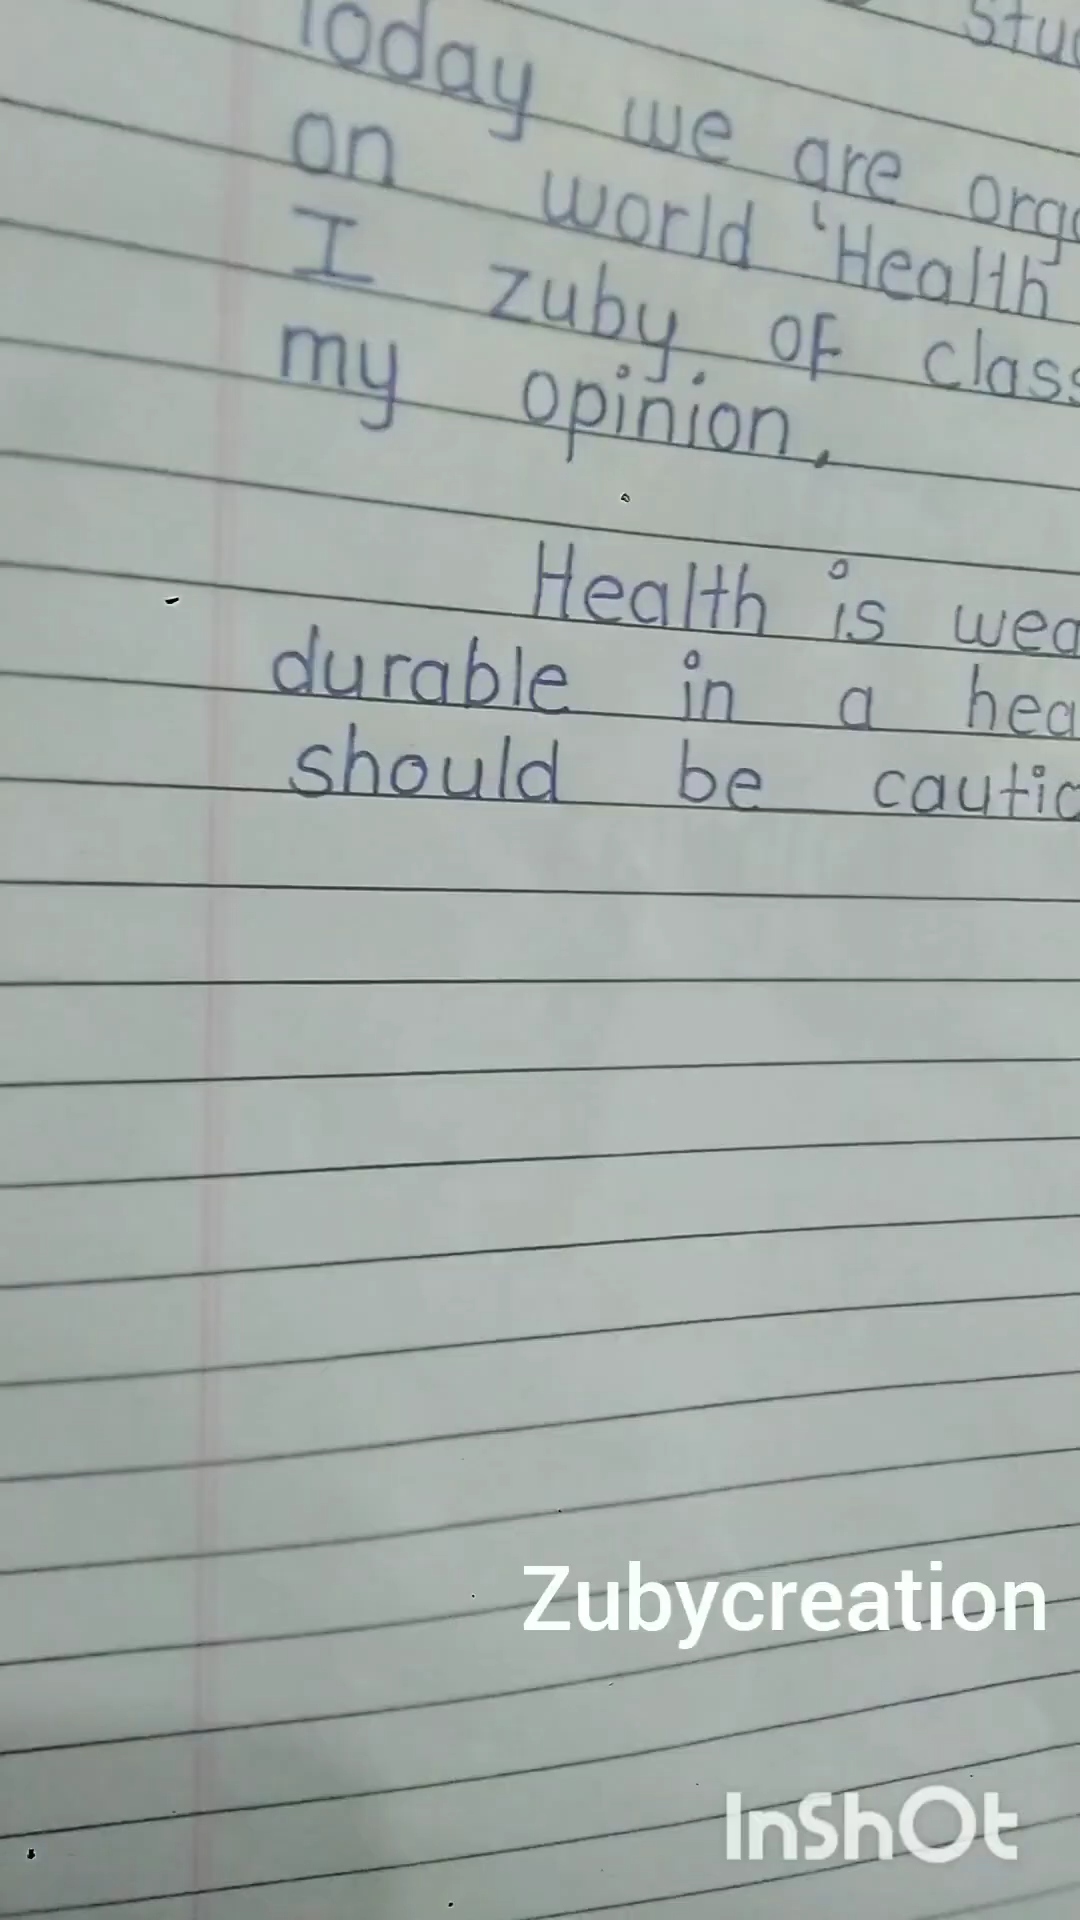 stu
Today we are orga
on world 'Health
I zuby of class
my opinion.
Health is wea
durable in a hea
should be cautio
Zubycreation
InShOt